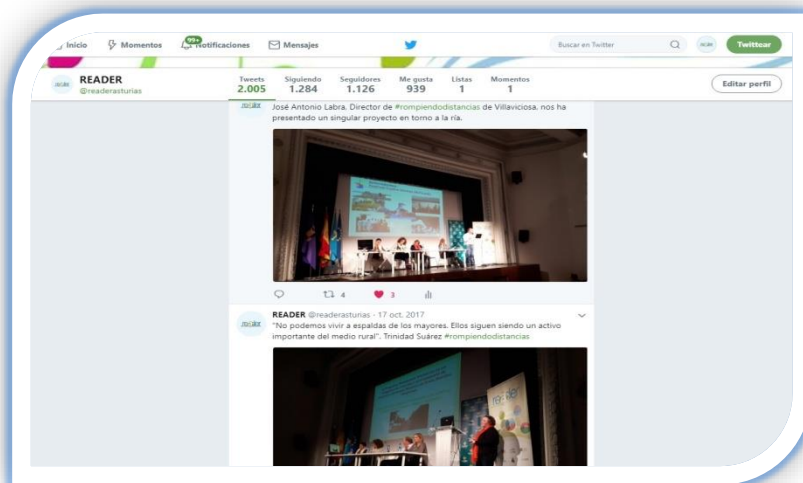 Inicio Momentos 99+ Notificaciones Mensajes Buscar en Twitter Twittear
READER
@readerasturias
Tweets Siguiendo Seguidores Me gusta Listas Momentos
2.005 1.284 1.126 939 1 1
Editar perfil
José Antonio Labra, Director de #rompiendodistancias de Villaviciosa, nos ha
presentado un singular proyecto en torno a la ría.
4 3
READER @readerasturias - 17 oct. 2017
"No podemos vivir a espaldas de los mayores. Ellos siguen siendo un activo
importante del medio rural". Trinidad Suárez #rompiendodistancias